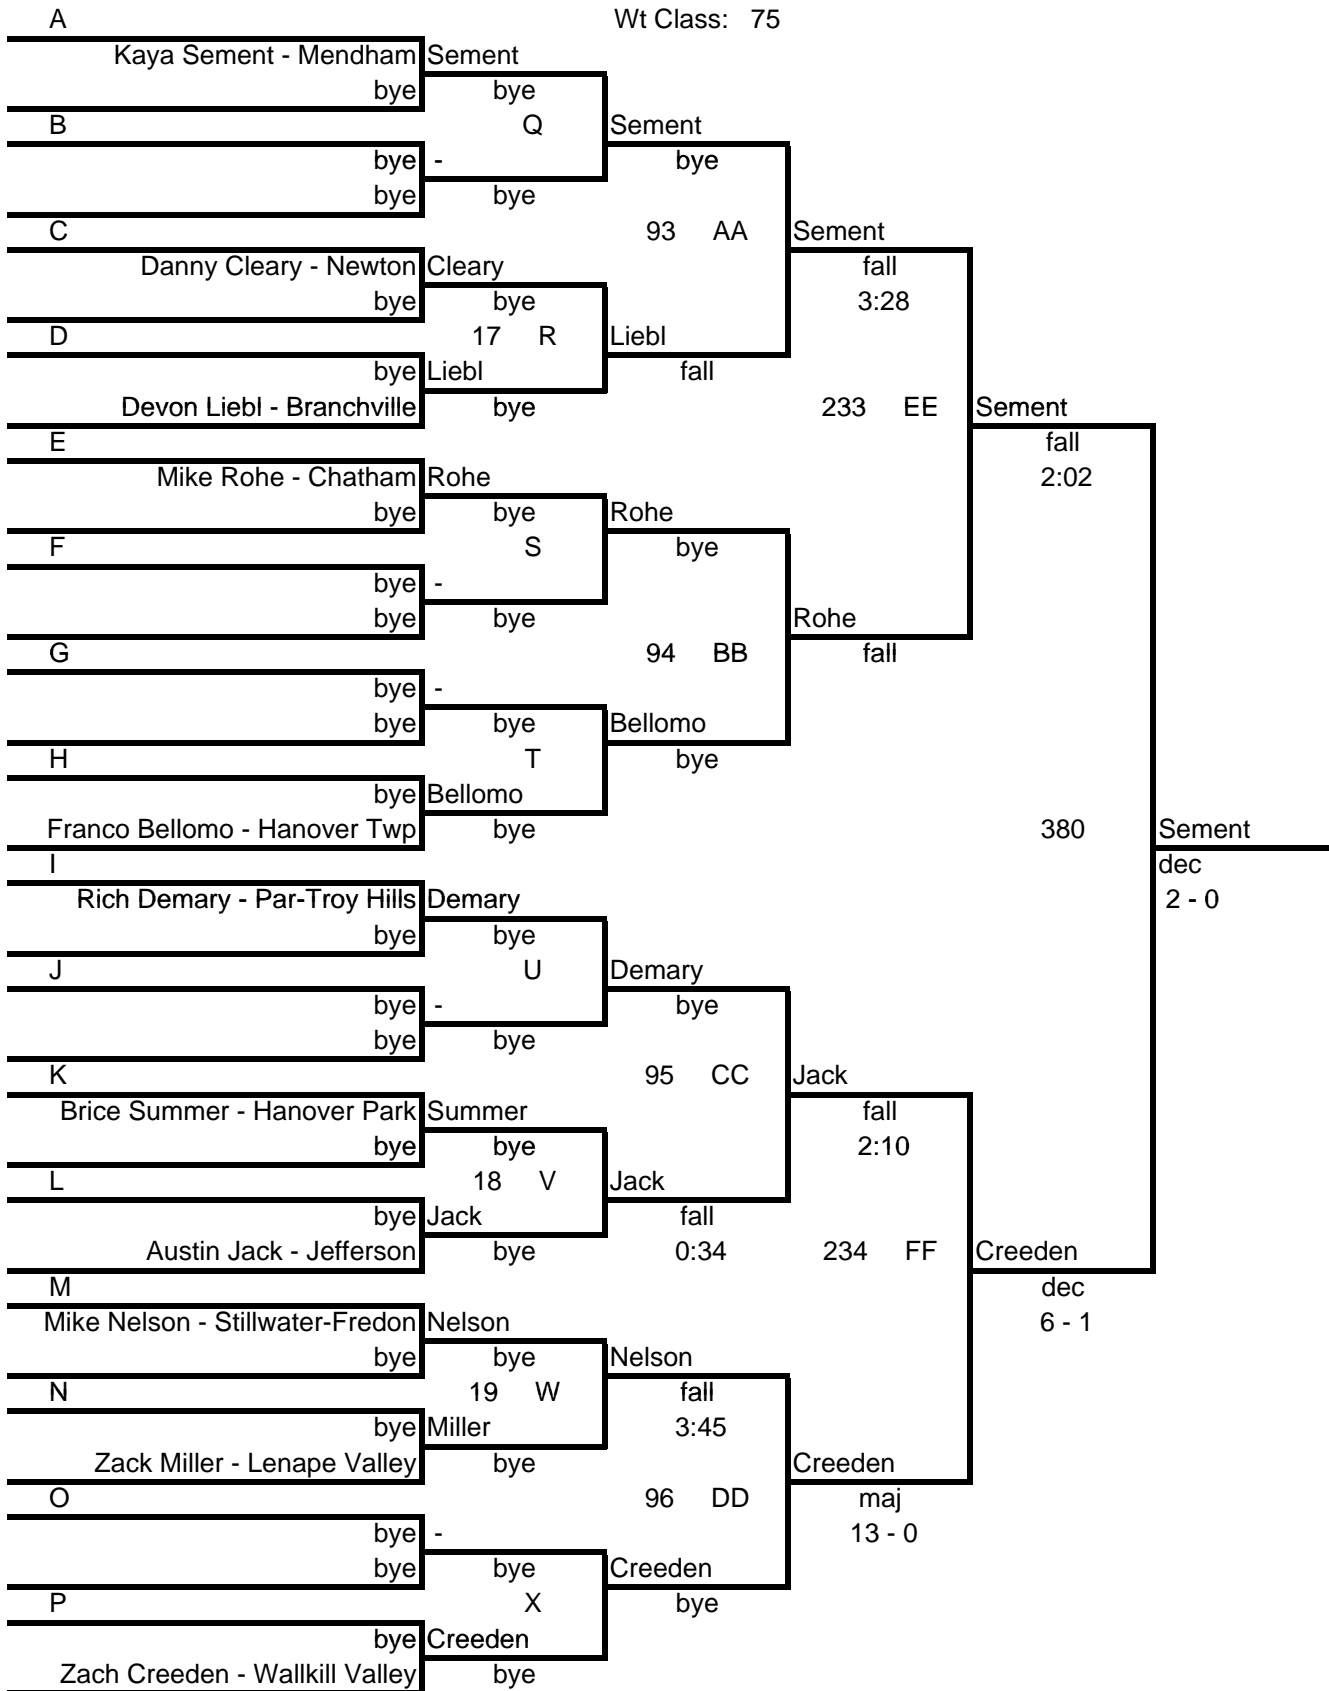 A Wt Class: 75
Kaya Sement - Mendham Sement
bye bye
B Q Sement
bye - bye
bye bye
C 93 AA Sement
Danny Cleary - Newton Cleary fall
bye bye 3:28
D 17 R Liebl
bye Liebl fall
Devon Liebl - Branchville bye 233 EE Sement
E fall
Mike Rohe - Chatham Rohe 2:02
bye bye Rohe
F S bye
bye -
bye bye Rohe
G 94 BB fall
bye -
bye bye Bellomo
H T bye
bye Bellomo
Franco Bellomo - Hanover Twp bye 380 Sement
I dec
Rich Demary - Par-Troy Hills Demary 2 - 0
bye bye
J U Demary
bye - bye
bye bye
K 95 CC Jack
Brice Summer - Hanover Park Summer fall
bye bye 2:10
L 18 V Jack
bye Jack fall
Austin Jack - Jefferson bye 0:34 234 FF Creeden
M dec
Mike Nelson - Stillwater-Fredon Nelson 6 - 1
bye bye Nelson
N 19 W fall
bye Miller 3:45
Zack Miller - Lenape Valley bye Creeden
O 96 DD maj
bye - 13 - 0
bye bye Creeden
P X bye
bye Creeden
Zach Creeden - Wallkill Valley bye